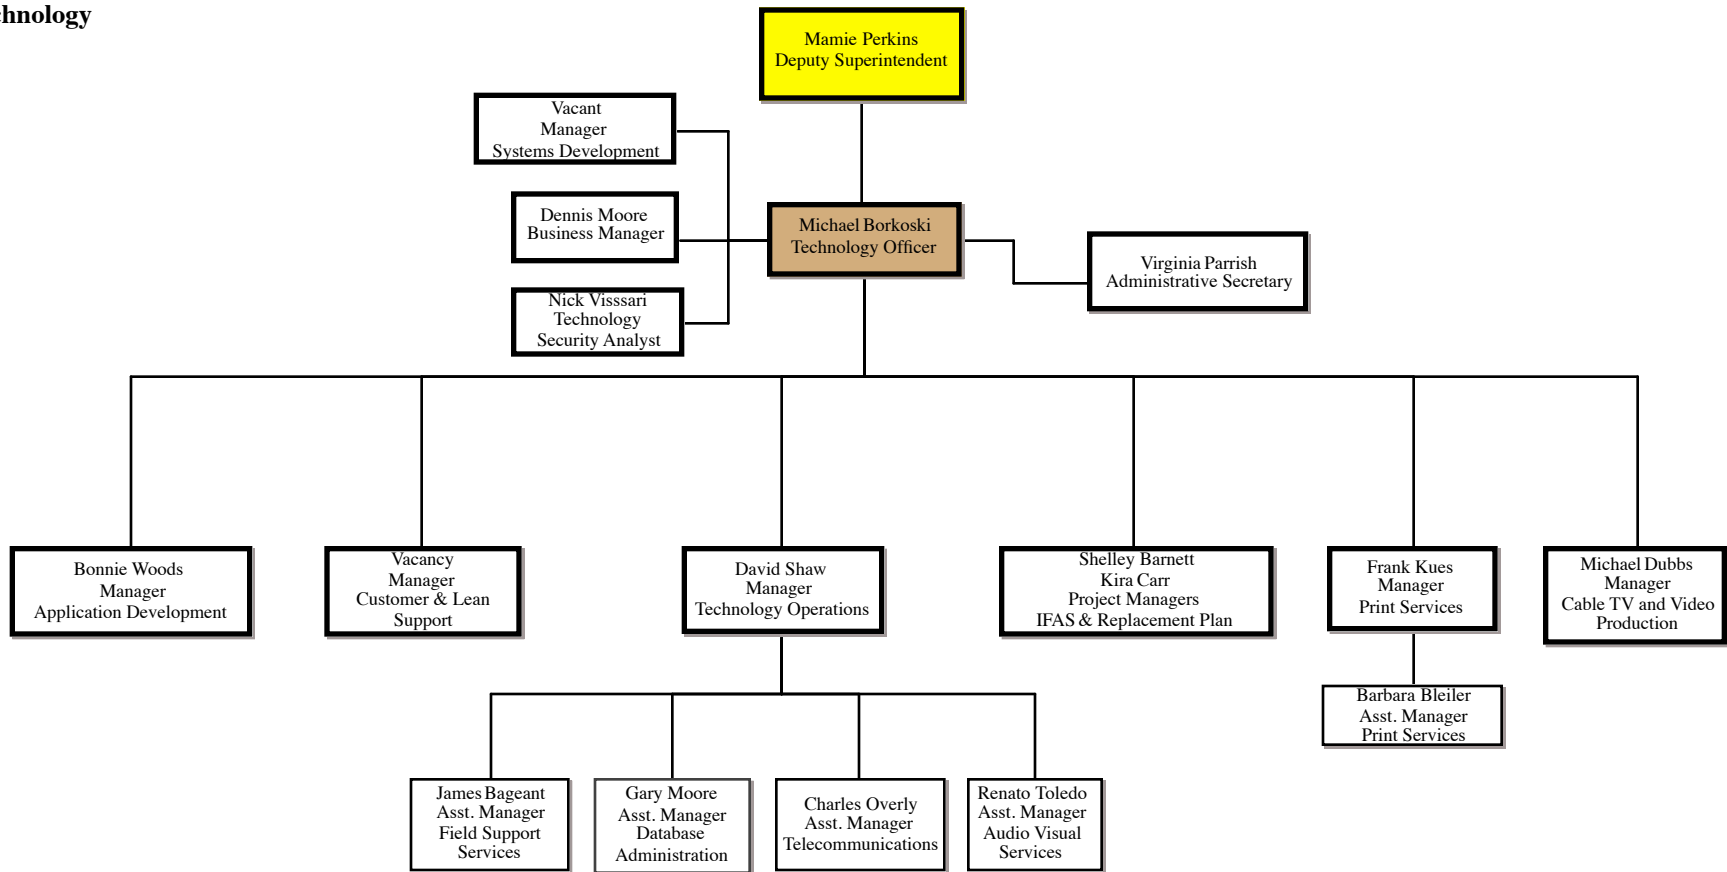 chnology
Mamie Perkins
Deputy Superintendent
Vacant
Manager
Systems Development
Dennis Moore
Business Manager
Nick Visssari
Technology
Security Analyst
Michael Borkoski
Technology Officer
Virginia Parrish
Administrative Secretary
Bonnie Woods
Manager
Application Development
Vacancy
Manager
Customer & Lean
Support
David Shaw
Manager
Technology Operations
Shelley Barnett
Kira Carr
Project Managers
IFAS & Replacement Plan
Frank Kues
Manager
Print Services
Michael Dubbs
Manager
Cable TV and Video
Production
Barbara Bleiler
Asst. Manager
Print Services
James Bageant
Asst. Manager
Field Support
Services
Gary Moore
Asst. Manager
Database
Administration
Charles Overly
Asst. Manager
Telecommunications
Renato Toledo
Asst. Manager
Audio Visual
Services